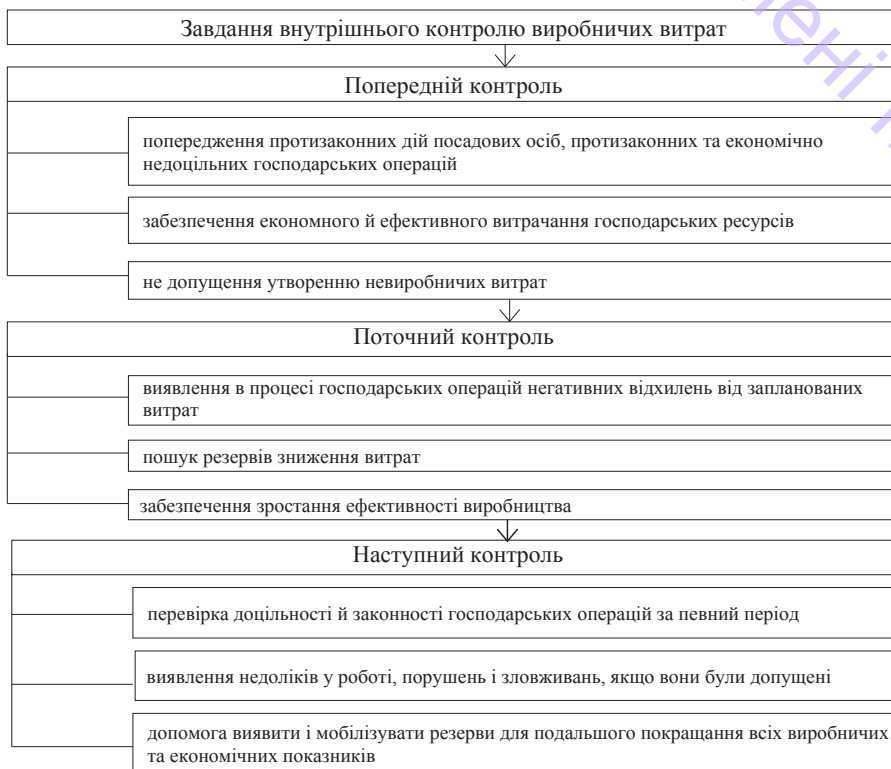 Завдання внутрішнього контролю виробничих витрат
Попередній контроль
попередження протизаконних дій посадових осіб, протизаконних та економічно
недоцільних господарських операцій
забезпечення економного й ефективного витрачання господарських ресурсів
не допущення утворенню невиробничих витрат
Поточний контроль
виявлення в процесі господарських операцій негативних відхилень від запланованих
витрат
пошук резервів зниження витрат
забезпечення зростання ефективності виробництва
Наступний контроль
перевірка доцільності й законності господарських операцій за певний період
виявлення недоліків у роботі, порушень і зловживань, якщо вони були допущені
допомога виявити і мобілізувати резерви для подальшого покращання всіх виробничих
та економічних показників